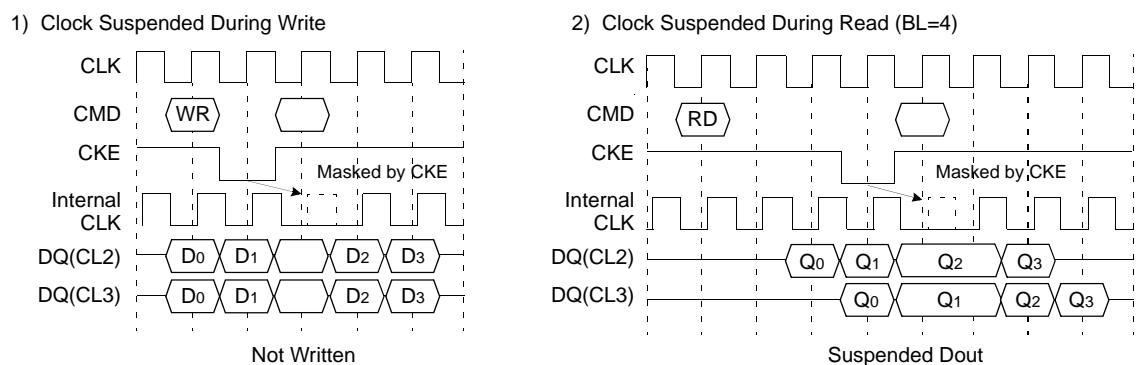 1) Clock Suspended During Write
CLK
CMD
WR
CKE
Masked by CKE
Internal
CLK
DQ(CL2)
D0 D1 D2 D3
DQ(CL3)
D0 D1 D2 D3
Not Written
2) Clock Suspended During Read (BL=4)
CLK
CMD
RD
CKE
Masked by CKE
Internal
CLK
DQ(CL2)
Q0 Q1 Q2 Q3
DQ(CL3)
Q0 Q1 Q2 Q3
Suspended Dout